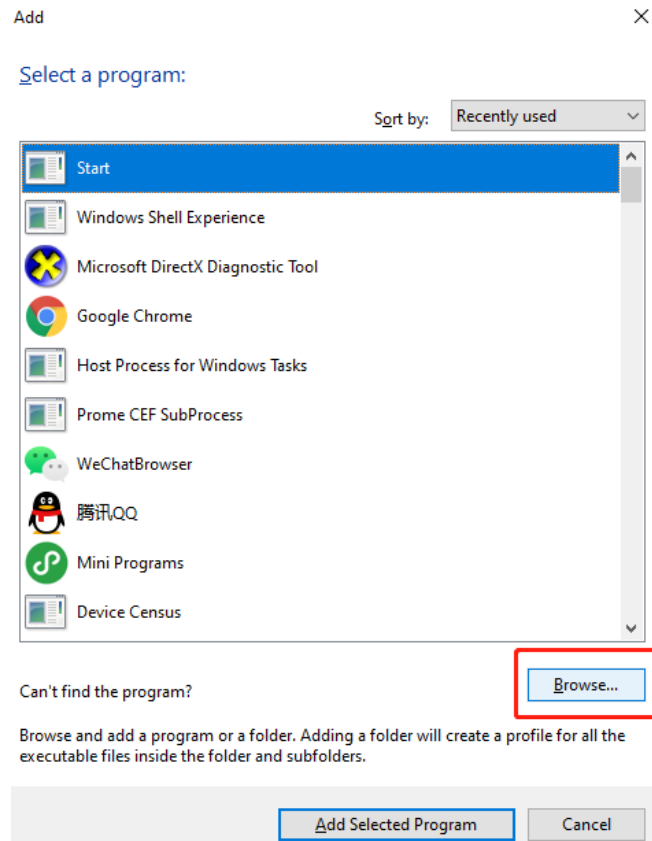 Add
Select a program:
Sort by: Recently used
Start
Windows Shell Experience
Microsoft DirectX Diagnostic Tool
Google Chrome
Host Process for Windows Tasks
Prome CEF SubProcess
WeChatBrowser
腾讯QQ
Mini Programs
Device Census
Can't find the program? Browse...
Browse and add a program or a folder. Adding a folder will create a profile for all the
executable files inside the folder and subfolders.
Add Selected Program Cancel